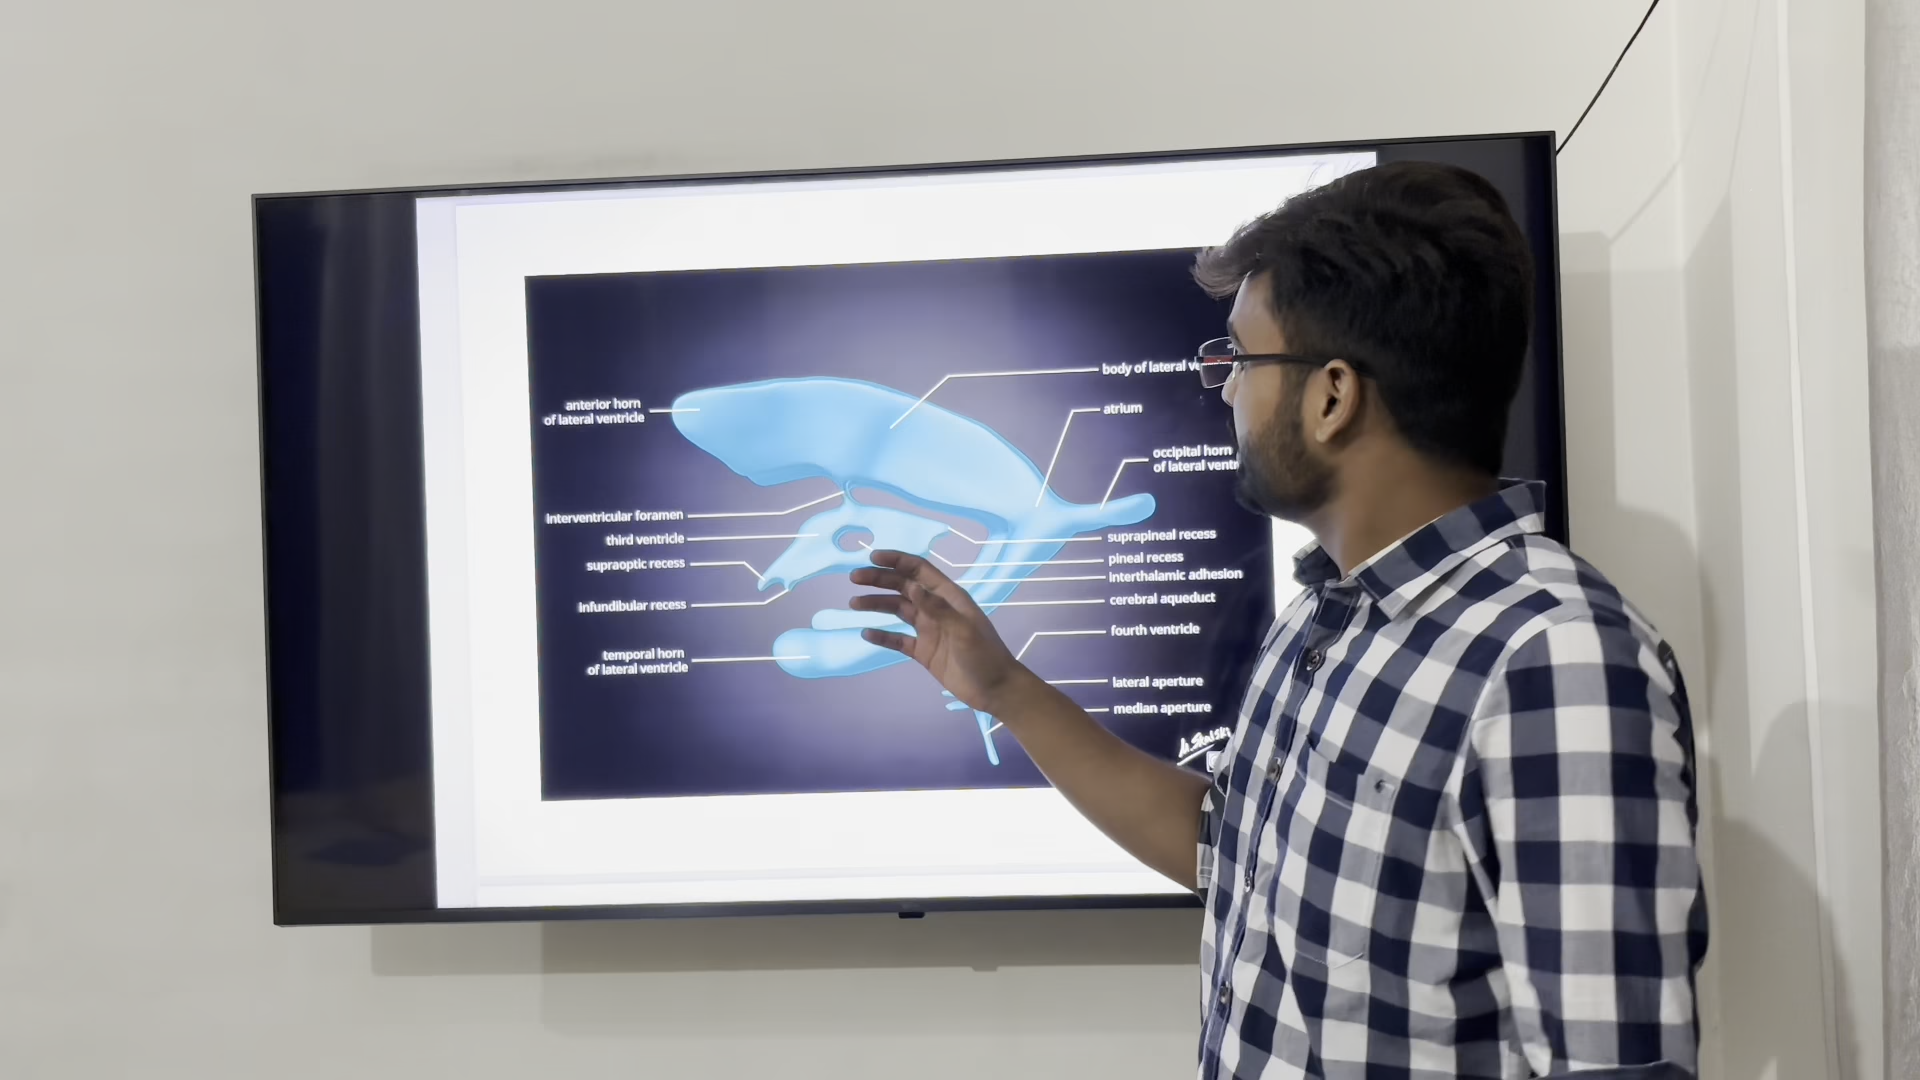 anterior horn
of lateral ventricle
interventricular foramen
third ventricle
supraoptic recess
infundibular recess
temporal horn
of lateral ventricle
body of lateral
atrium
occipital horn
of lateral
suprapineal recess
pineal recess
interthalamic adhesion
cerebral aqueduct
fourth ventricle
lateral aperture
median aperture